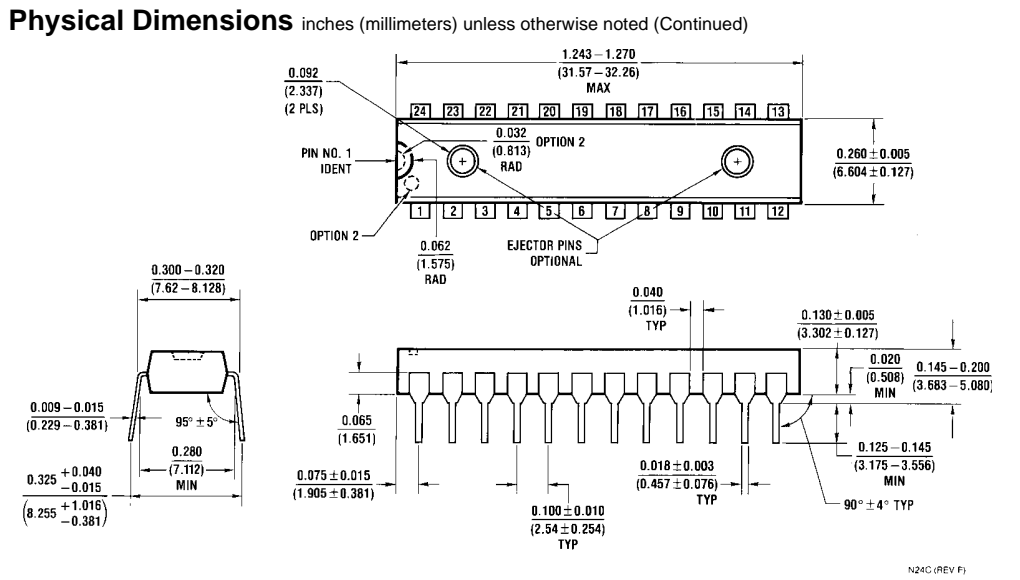 Physical Dimensions inches (millimeters) unless otherwise noted (Continued)
1.243 – 1.270
(31.57 – 32.26)
MAX
0.092
(2.337)
(2 PLS)
24 23 22 21 20 19 18 17 16 15 14 13
0.032
(0.813)
RAD
OPTION 2
PIN NO. 1
IDENT
0.260 ± 0.005
(6.604 ± 0.127)
1 2 3 4 5 6 7 8 9 10 11 12
OPTION 2
0.062
(1.575)
RAD
EJECTOR PINS
OPTIONAL
0.300 – 0.320
(7.62 – 8.128)
0.040
(1.016)
TYP
0.130 ± 0.005
(3.302 ± 0.127)
0.020
(0.508)
MIN
0.145 – 0.200
(3.683 – 5.080)
0.009 – 0.015
(0.229 – 0.381)
95° ± 5°
0.065
(1.651)
0.280
(7.112)
MIN
0.325 +0.040
–0.015
(8.255 +1.016
–0.381)
0.075 ± 0.015
(1.905 ± 0.381)
0.018 ± 0.003
(0.457 ± 0.076)
TYP
0.125 – 0.145
(3.175 – 3.556)
MIN
90° ± 4° TYP
0.100 ± 0.010
(2.54 ± 0.254)
TYP
N24C (REV F)